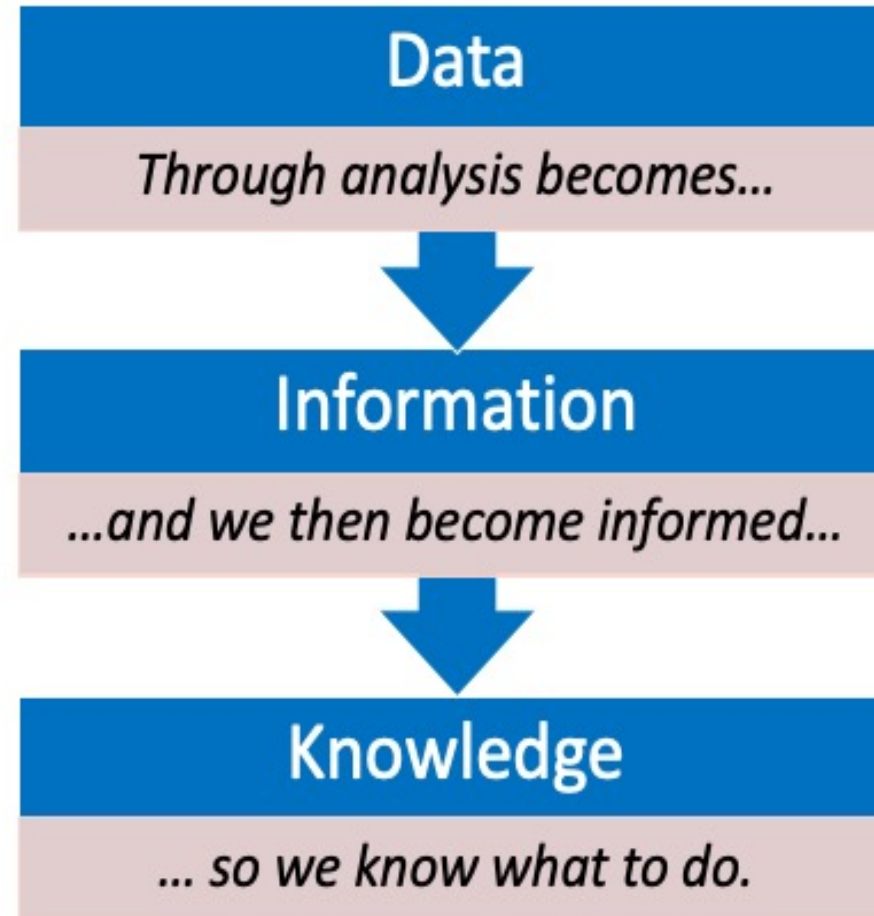 Data
Through analysis becomes...
Information
...and we then become informed...
Knowledge
... so we know what to do.